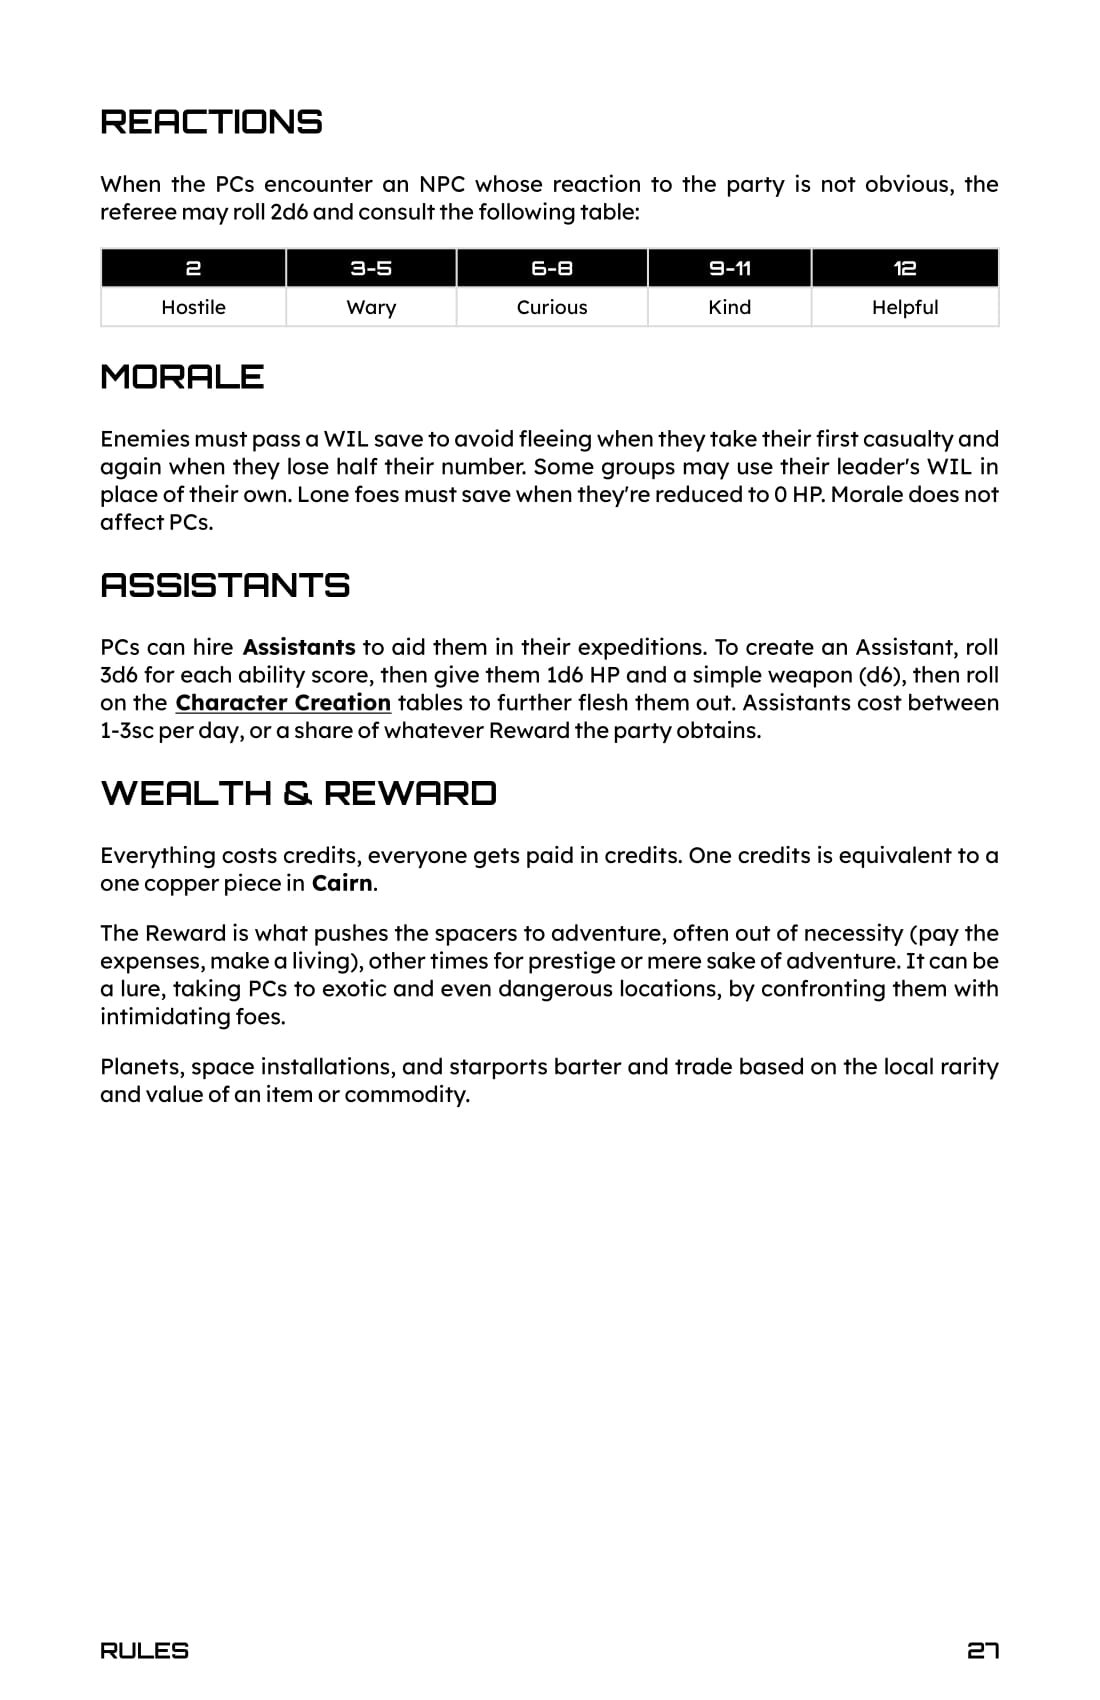 REACTIONS
When the PCs encounter an NPC whose reaction to the party is not obvious, the
referee may roll 2d6 and consult the following table:
2 3-5 6-8 9-11 12
Hostile Wary Curious Kind Helpful
MORALE
Enemies must pass a WIL save to avoid fleeing when they take their first casualty and
again when they lose half their number. Some groups may use their leader's WIL in
place of their own. Lone foes must save when they're reduced to 0 HP. Morale does not
affect PCs.
ASSISTANTS
PCs can hire Assistants to aid them in their expeditions. To create an Assistant, roll
3d6 for each ability score, then give them 1d6 HP and a simple weapon (d6), then roll
on the Character Creation tables to further flesh them out. Assistants cost between
1-3sc per day, or a share of whatever Reward the party obtains.
WEALTH & REWARD
Everything costs credits, everyone gets paid in credits. One credits is equivalent to a
one copper piece in Cairn.
The Reward is what pushes the spacers to adventure, often out of necessity (pay the
expenses, make a living), other times for prestige or mere sake of adventure. It can be
a lure, taking PCs to exotic and even dangerous locations, by confronting them with
intimidating foes.
Planets, space installations, and starports barter and trade based on the local rarity
and value of an item or commodity.
RULES 27